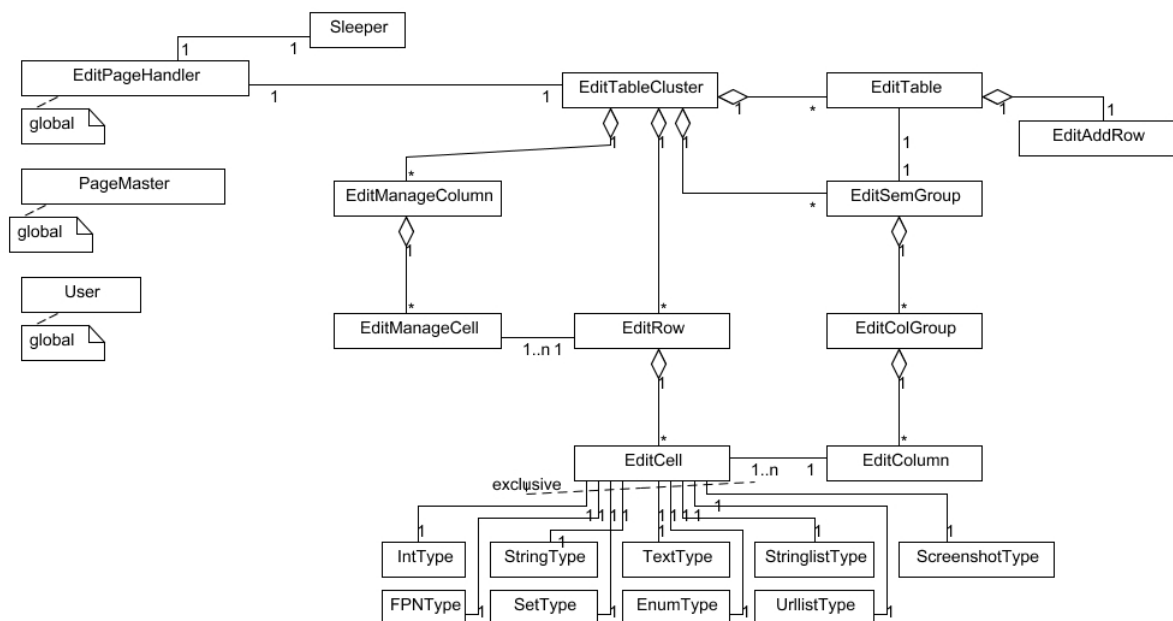 Sleeper
1
1
EditPageHandler
EditTableCluster
EditTable
1
1
1
*
1
1
global
EditAddRow
1
1
1
1
1
PageMaster
*
EditManageColumn
EditSemGroup
*
global
1
1
User
*
*
*
EditManageCell
EditRow
EditColGroup
global
1..n 1
1
1
*
*
EditCell
EditColumn
1..n
1
exclusive
1
1
1
1
1
1
1
1
1
1
1
1
1
1
IntType
StringType
TextType
StringlistType
ScreenshotType
FPNType
1
SetType
1
EnumType
1
UrllistType
1